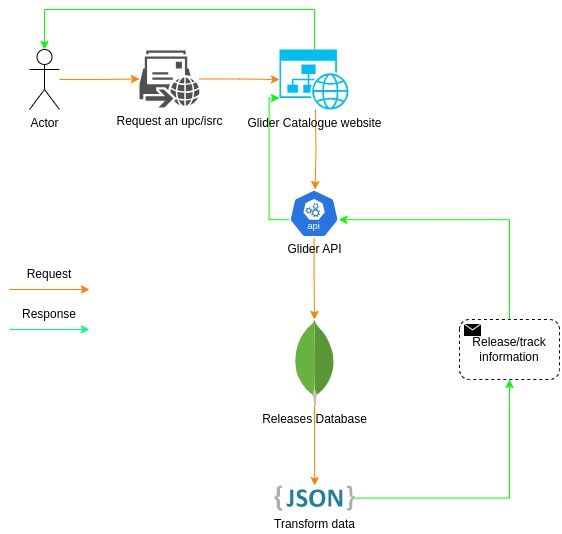 Actor
Request an upc/isrc
Glider Catalogue website
api
Glider API
Request
Response
Release/track
information
Releases Database
{JSON}
Transform data